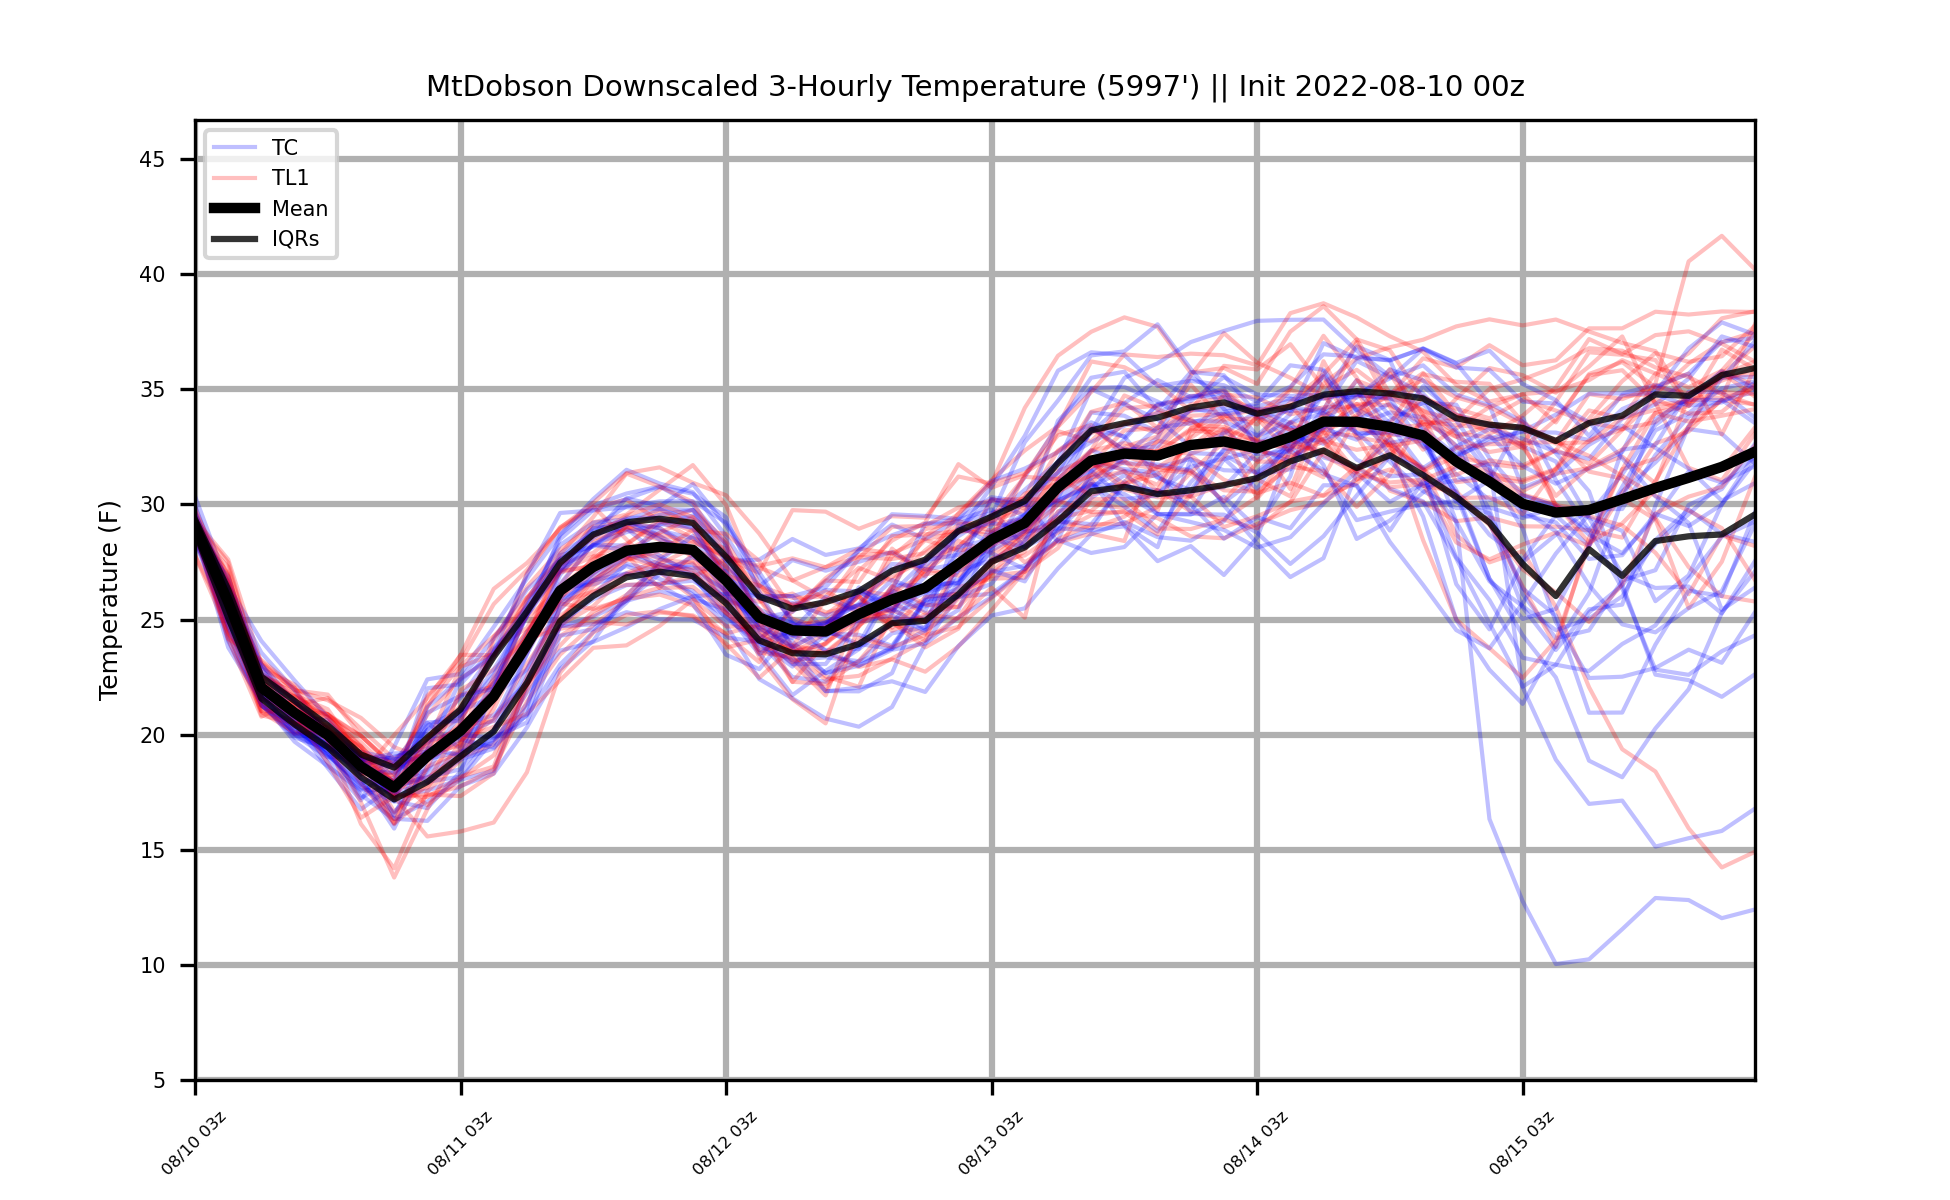 MtDobson Downscaled 3-Hourly Temperature (5997') || Init 2022-08-10 00z
TC
TL1
Mean
IQRs
Temperature (F)
45
40
35
30
25
20
15
10
5
08/10 03z
08/11 03z
08/12 03z
08/13 03z
08/14 03z
08/15 03z